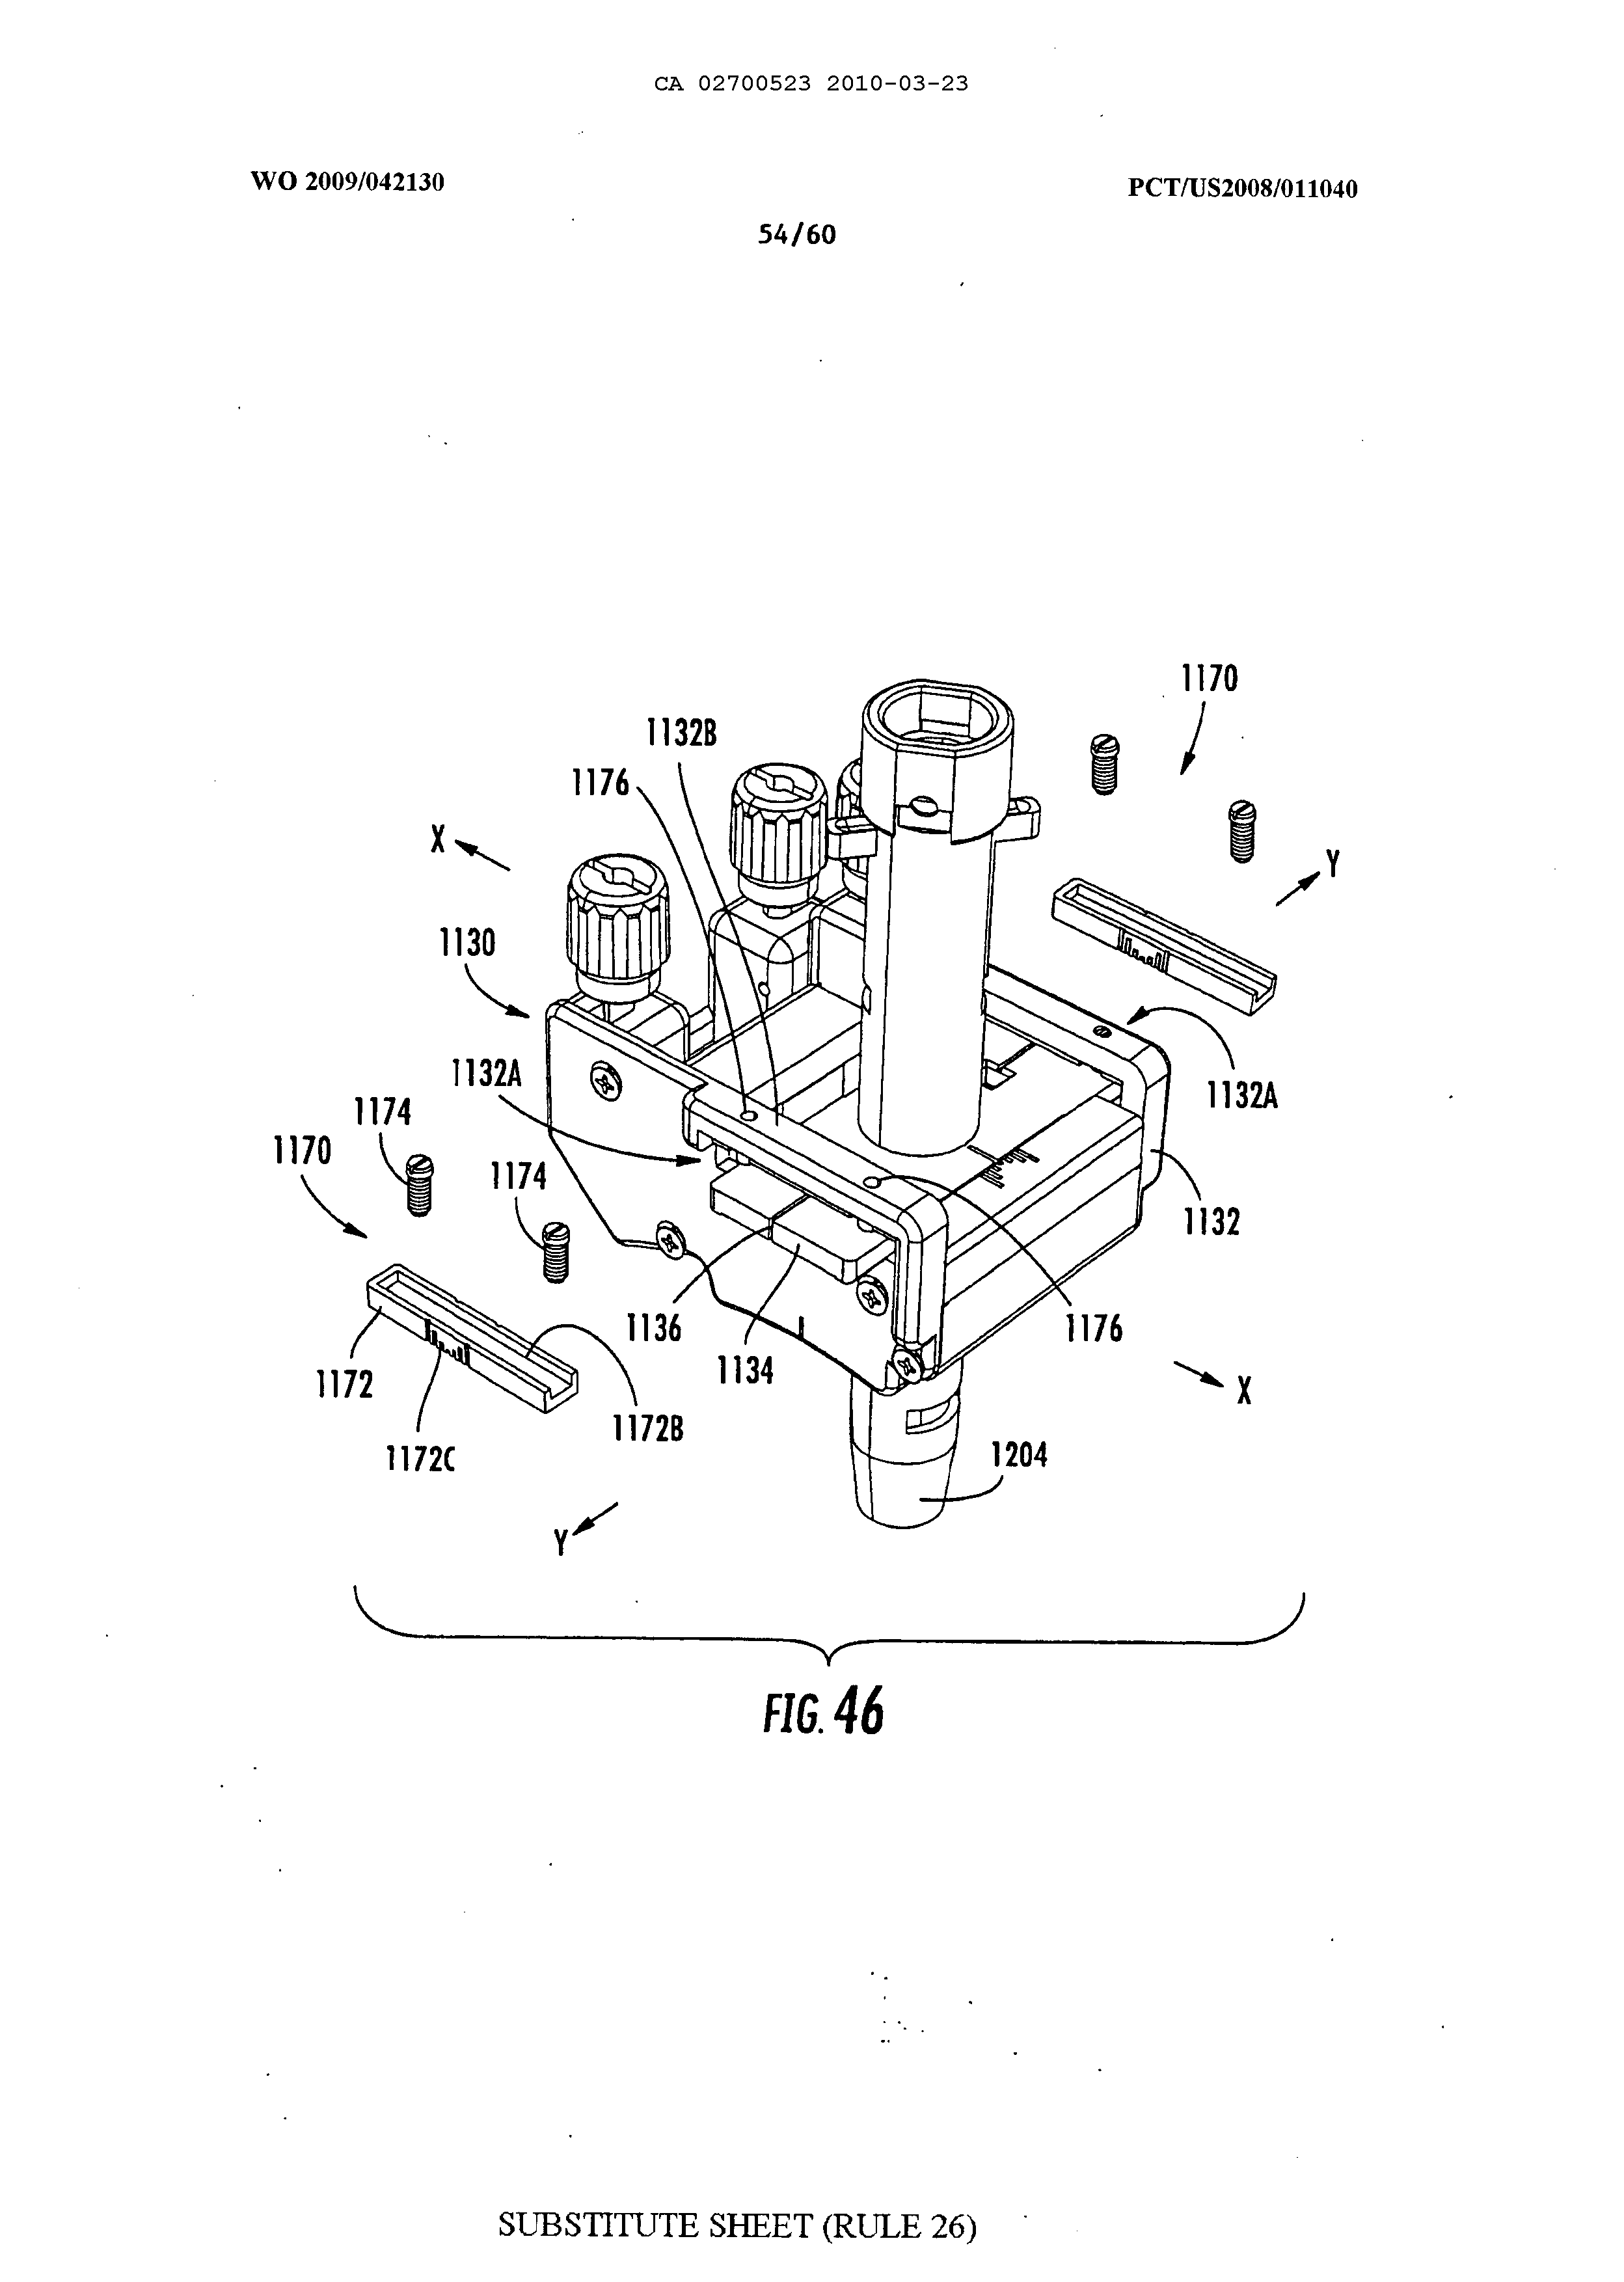 CA 02700523 2010-03-23
WO 2009/042130
PCT/US2008/011040
54/60
1170
1132B
1176
X
Y
1130
1132A
1132A
1174
1170
1174
1132
1136
1176
1134
1172
X
1172B
1172C
1204
Y
FIG. 46
SUBSTITUTE SHEET (RULE 26)